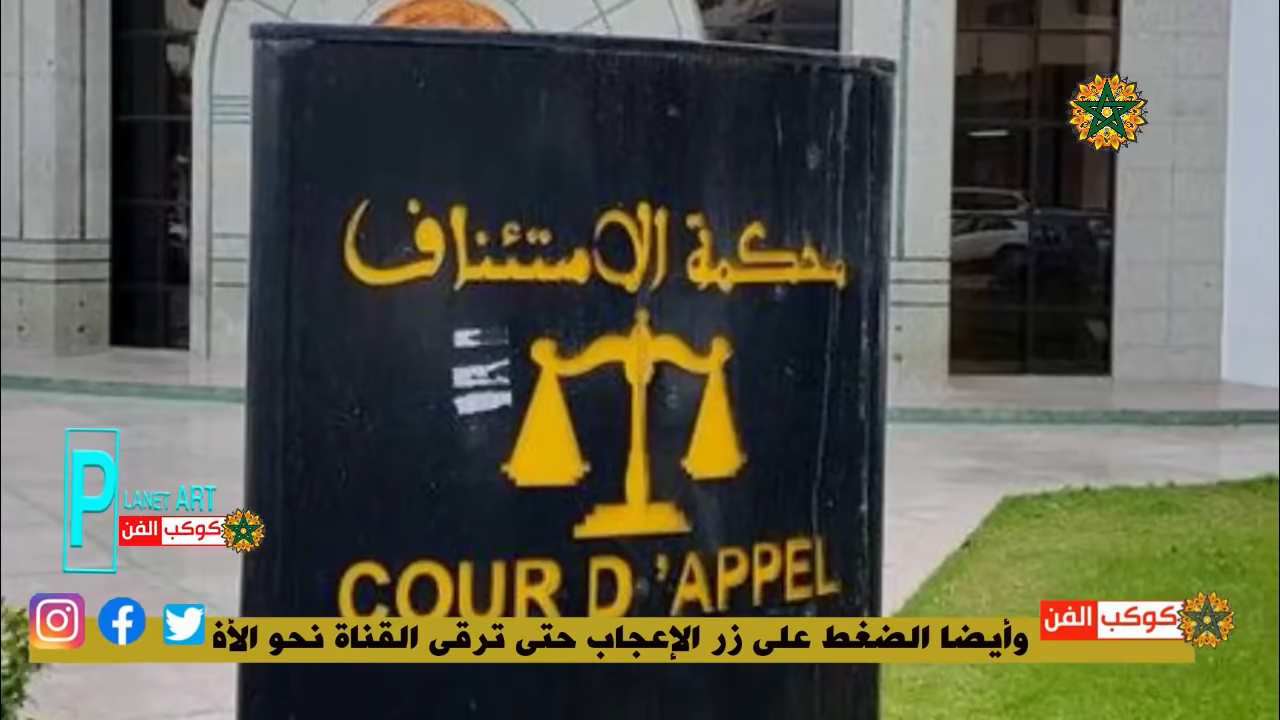 محكمة الاستئناف
COUR D'APPEL
PLANET ART
كوكب الفن
وأيضا الضغط على زر الإعجاب حتى ترقى القناة نحو الأف
كوكب الفن